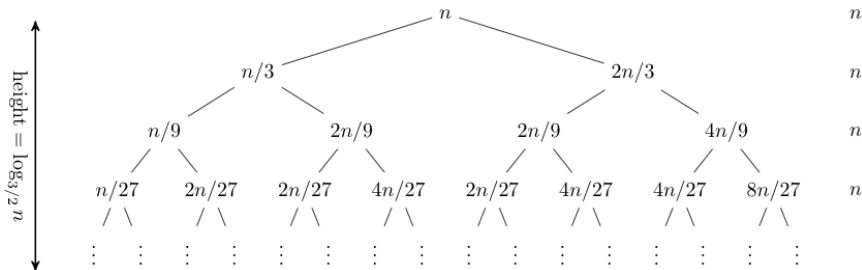 n n
n/3 2n/3 n
n/9 2n/9 2n/9 4n/9 n
n/27 2n/27 2n/27 4n/27 2n/27 4n/27 4n/27 8n/27 n
⋮ ⋮ ⋮ ⋮ ⋮ ⋮ ⋮ ⋮ ⋮ ⋮ ⋮ ⋮ ⋮ ⋮ ⋮ ⋮
height = log_{3/2} n